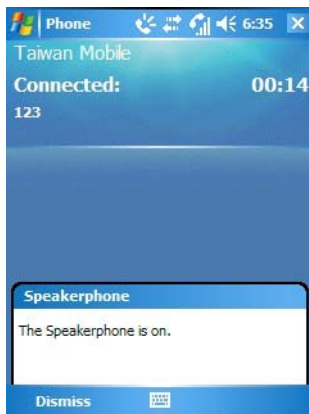 Phone 6:35
Taiwan Mobile
Connected: 00:14
123
Speakerphone
The Speakerphone is on.
Dismiss